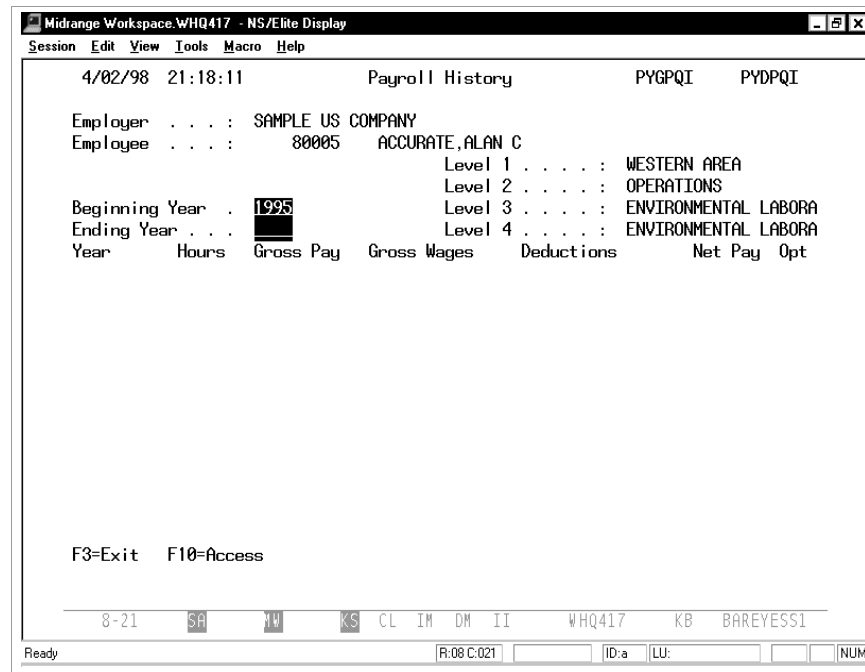 Midrange Workspace.WHQ417 - NS/Elite Display
Session Edit View Tools Macro Help
4/02/98 21:18:11 Payroll History PYGPQI PYDPQI
Employer . . . : SAMPLE US COMPANY
Employee . . . : 80005 ACCURATE,ALAN C
Level 1 . . . . : WESTERN AREA
Level 2 . . . . : OPERATIONS
Beginning Year . 1995 Level 3 . . . . : ENVIRONMENTAL LABORA
Ending Year . . . Level 4 . . . . : ENVIRONMENTAL LABORA
Year Hours Gross Pay Gross Wages Deductions Net Pay Opt
F3=Exit F10=Access
8-21 SA MW KS CL IM DM II WHQ417 KB BAREYESS1
Ready R:08 C:021 ID:a LU: NUM